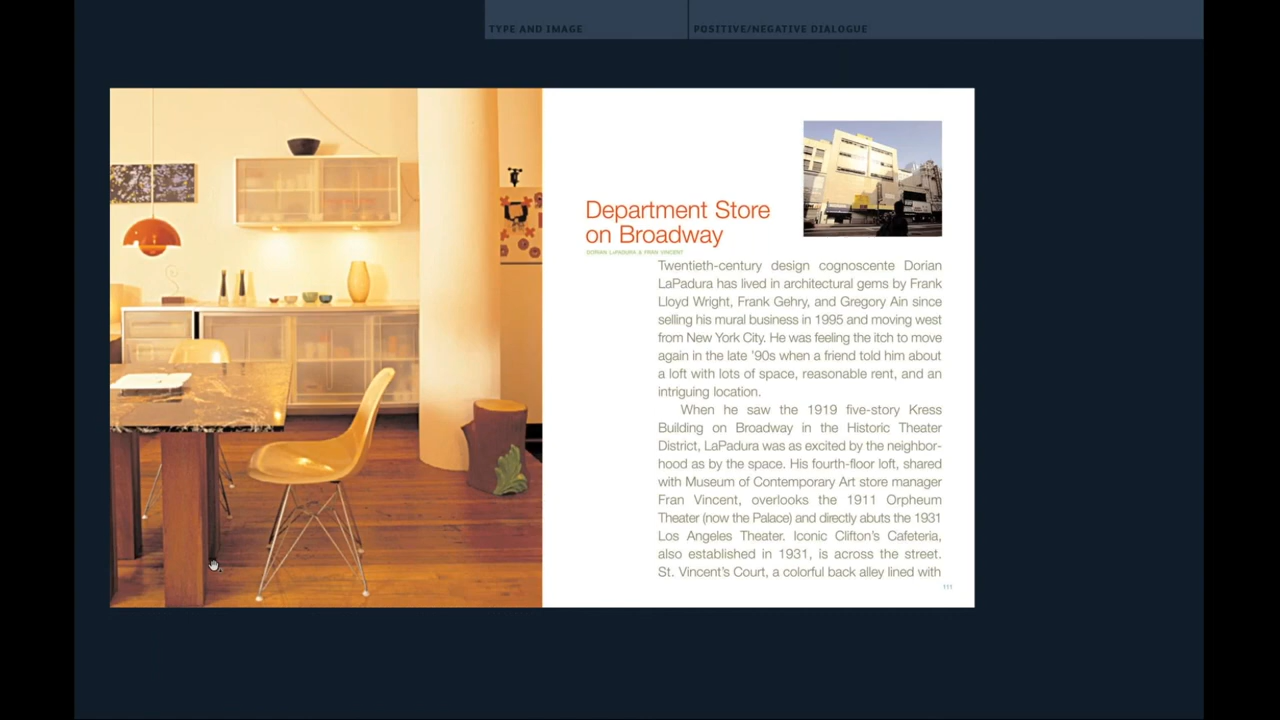 TYPE AND IMAGE
POSITIVE/NEGATIVE DIALOGUE
Department Store
on Broadway
DORIAN LaPADURA & FRAN VINCENT
Twentieth-century design cognoscente Dorian
LaPadura has lived in architectural gems by Frank
Lloyd Wright, Frank Gehry, and Gregory Ain since
selling his mural business in 1995 and moving west
from New York City. He was feeling the itch to move
again in the late '90s when a friend told him about
a loft with lots of space, reasonable rent, and an
intriguing location.
When he saw the 1919 five-story Kress
Building on Broadway in the Historic Theater
District, LaPadura was as excited by the neighbor-
hood as by the space. His fourth-floor loft, shared
with Museum of Contemporary Art store manager
Fran Vincent, overlooks the 1911 Orpheum
Theater (now the Palace) and directly abuts the 1931
Los Angeles Theater. Iconic Clifton's Cafeteria,
also established in 1931, is across the street.
St. Vincent's Court, a colorful back alley lined with
111